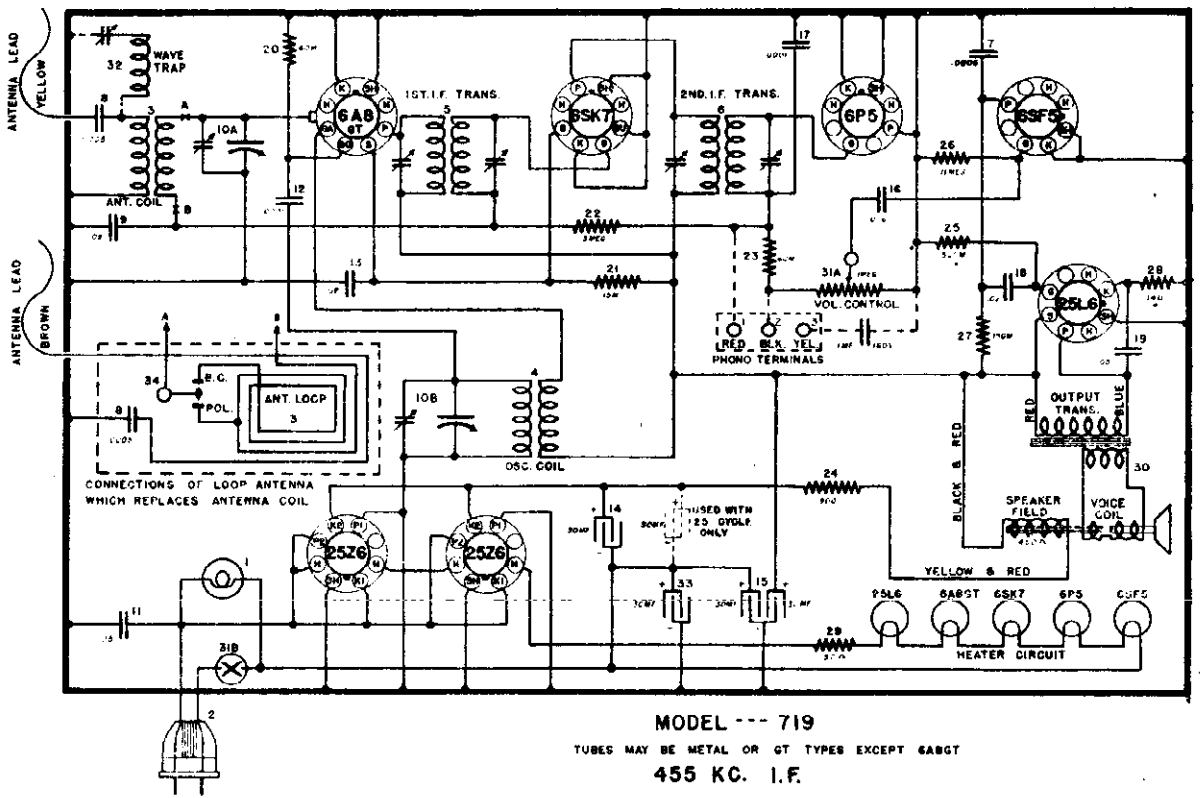 ANTENNA LEAD
YELLOW
32
WAVE
TRAP
8
3
A
10A
ANT. COIL
B
9
20
12
13
6A8
GT
1ST. I.F. TRANS.
5
6SK7
2ND. I.F. TRANS.
6
17
6P5
7
6SF5
26
16
22
21
23
31A
VOL. CONTROL
25
18
25L6
28
27
19
1
2
3
RED
BLK
YEL
PHONO TERMINALS
ANTENNA LEAD
BROWN
A
B
34
B.C.
POL.
ANT. LOOP
3
8
CONNECTIONS OF LOOP ANTENNA
WHICH REPLACES ANTENNA COIL
10B
4
OSC. COIL
RED
OUTPUT
TRANS.
BLUE
30
BLACK & RED
SPEAKER
FIELD
VOICE
COIL
24
YELLOW & RED
14
USED WITH
25 CYCLE
ONLY
25Z6
25Z6
1
11
31B
2
33
15
29
25L6
6A8GT
6SK7
6P5
6SF5
HEATER CIRCUIT
MODEL --- 719
TUBES MAY BE METAL OR GT TYPES EXCEPT 6A8GT
455 KC. I.F.